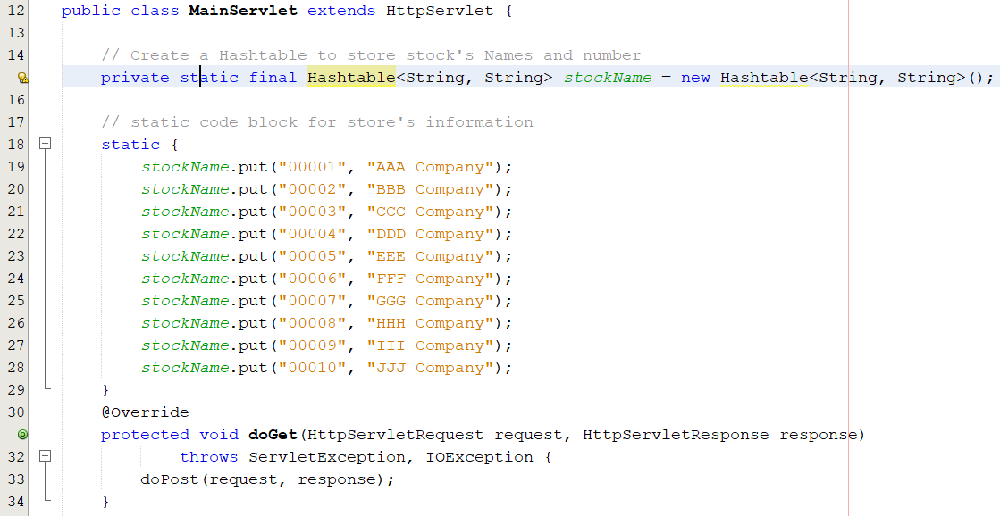 12 public class MainServlet extends HttpServlet {
13
14 // Create a Hashtable to store stock's Names and number
private static final Hashtable<String, String> stockName = new Hashtable<String, String>();
16
17 // static code block for store's information
18 static {
19 stockName.put("00001", "AAA Company");
20 stockName.put("00002", "BBB Company");
21 stockName.put("00003", "CCC Company");
22 stockName.put("00004", "DDD Company");
23 stockName.put("00005", "EEE Company");
24 stockName.put("00006", "FFF Company");
25 stockName.put("00007", "GGG Company");
26 stockName.put("00008", "HHH Company");
27 stockName.put("00009", "III Company");
28 stockName.put("00010", "JJJ Company");
29 }
30 @Override
protected void doGet(HttpServletRequest request, HttpServletResponse response)
32 throws ServletException, IOException {
33 doPost(request, response);
34 }